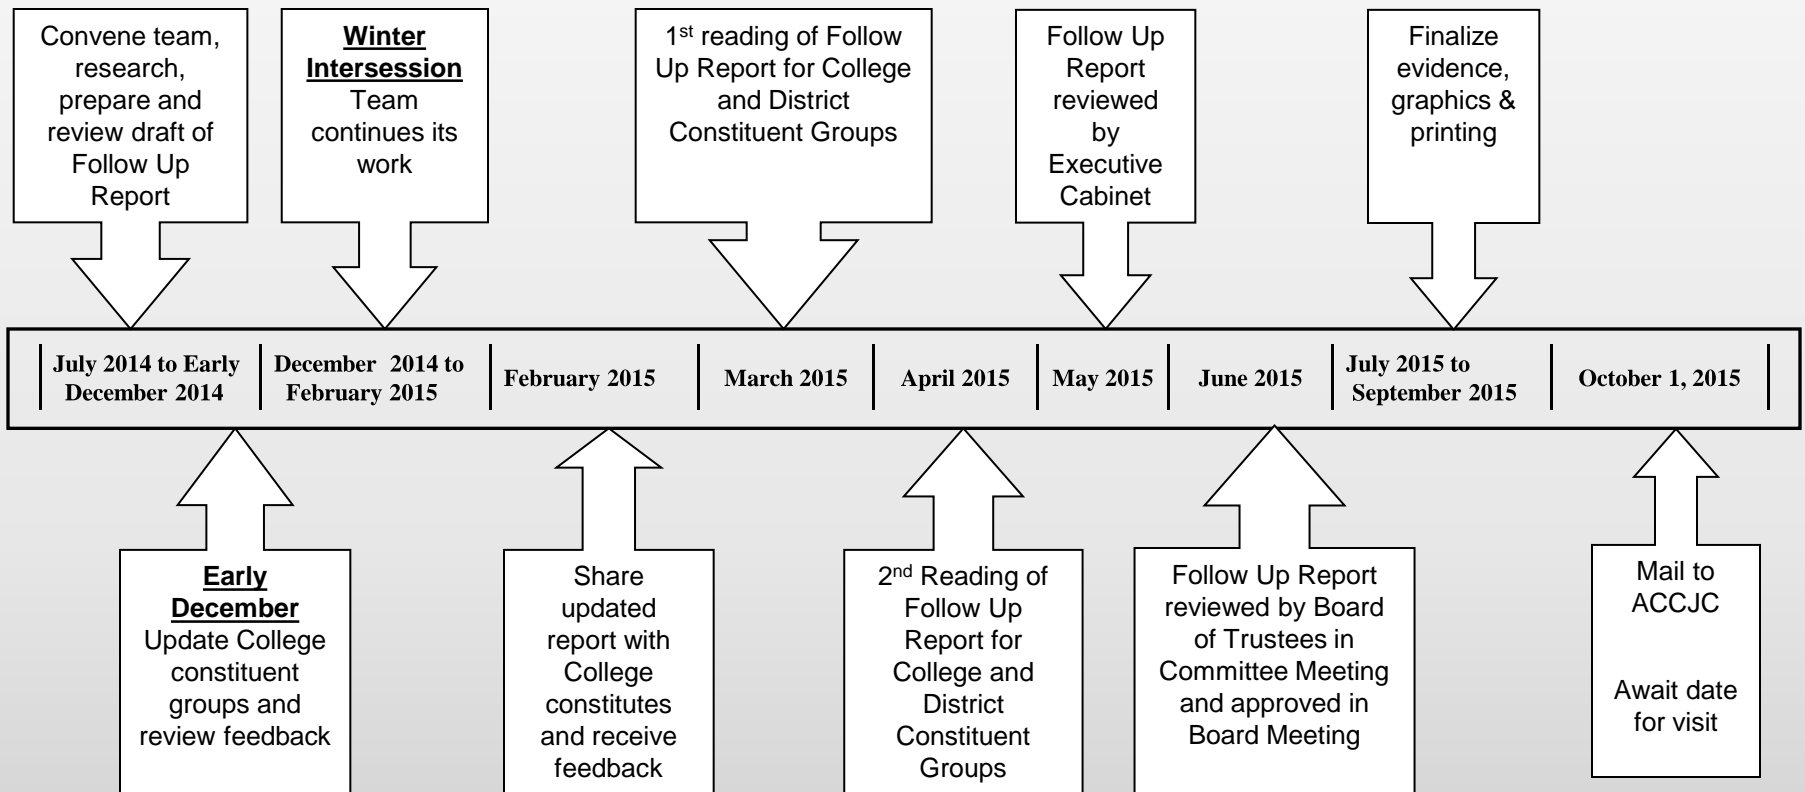 Convene team,
research,
prepare and
review draft of
Follow Up
Report
Winter
Intersession
Team
continues its
work
1st reading of Follow
Up Report for College
and District
Constituent Groups
Follow Up
Report
reviewed
by
Executive
Cabinet
Finalize
evidence,
graphics &
printing
July 2014 to Early
December 2014
December 2014 to
February 2015
February 2015
March 2015
April 2015
May 2015
June 2015
July 2015 to
September 2015
October 1, 2015
Early
December
Update College
constituent
groups and
review feedback
Share
updated
report with
College
constitutes
and receive
feedback
2nd Reading of
Follow Up
Report for
College and
District
Constituent
Groups
Follow Up Report
reviewed by Board
of Trustees in
Committee Meeting
and approved in
Board Meeting
Mail to
ACCJC
Await date
for visit